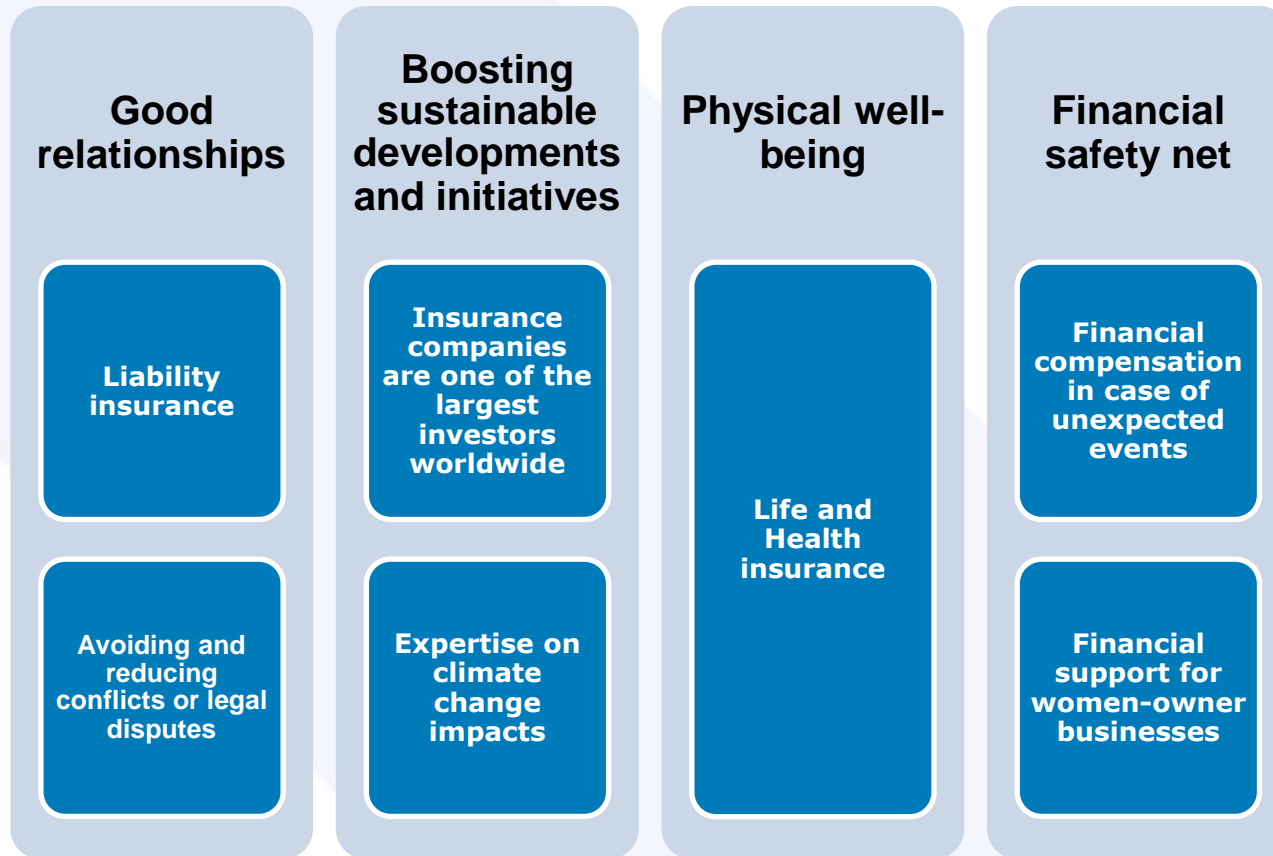 Good
relationships
Liability
insurance
Avoiding and
reducing
conflicts or legal
disputes
Boosting
sustainable
developments
and initiatives
Insurance
companies
are one of the
largest
investors
worldwide
Expertise on
climate
change
impacts
Physical well-
being
Life and
Health
insurance
Financial
safety net
Financial
compensation
in case of
unexpected
events
Financial
support for
women-owner
businesses